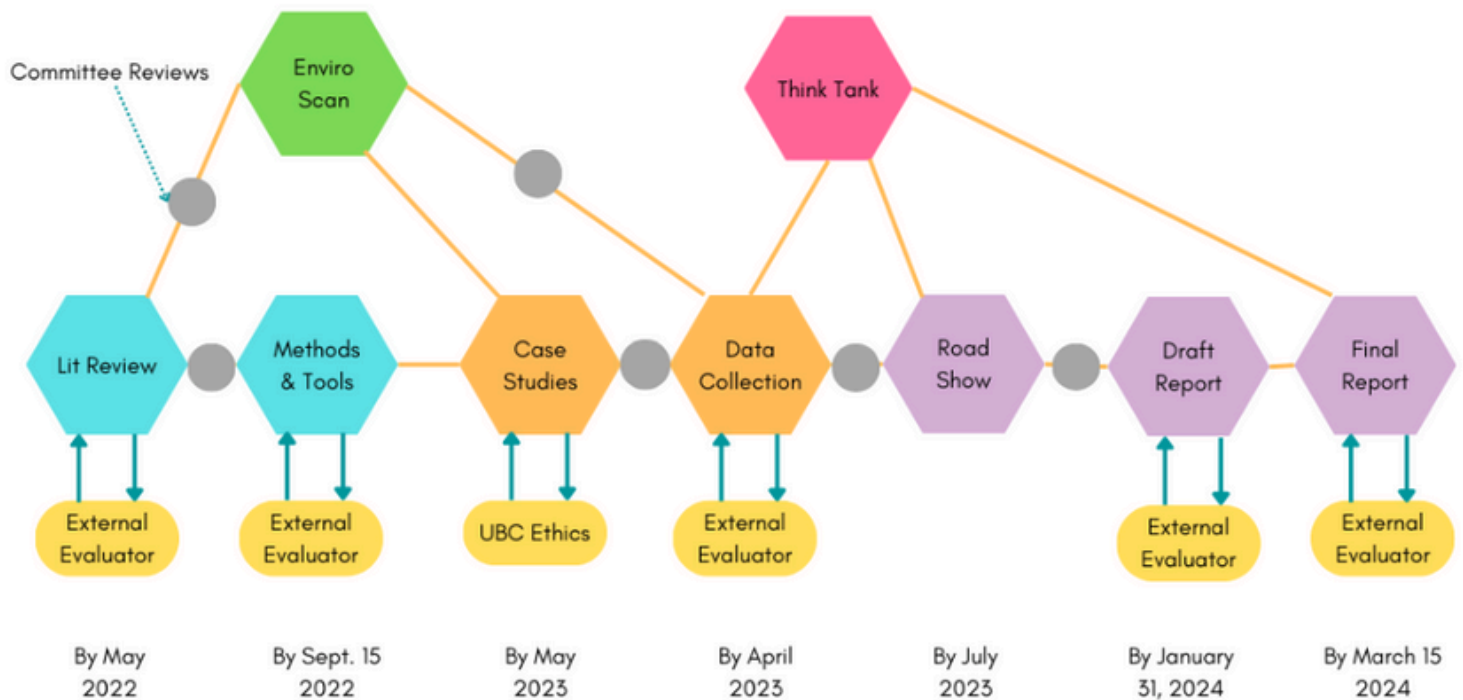 Committee Reviews
Enviro
Scan
Think Tank
Lit Review
Methods
& Tools
Case
Studies
Data
Collection
Road
Show
Draft
Report
Final
Report
External
Evaluator
External
Evaluator
UBC Ethics
External
Evaluator
External
Evaluator
External
Evaluator
By May
2022
By Sept. 15
2022
By May
2023
By April
2023
By July
2023
By January
31, 2024
By March 15
2024